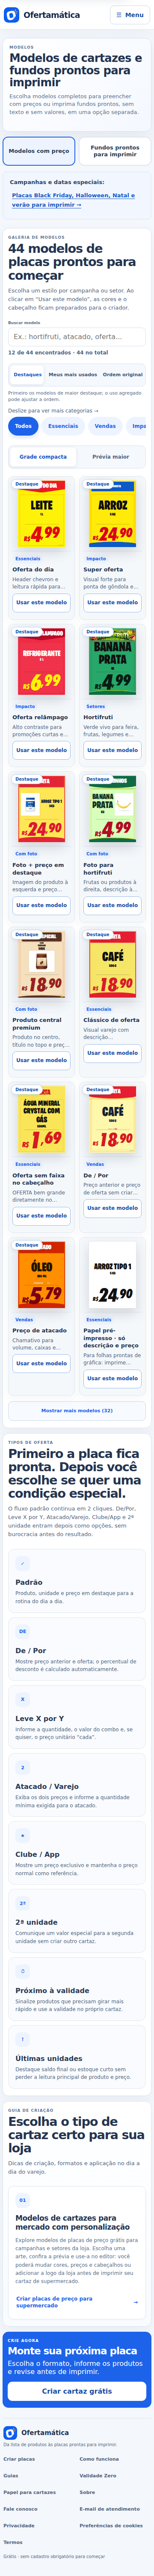 Ofertamática
☰ Menu
MODELOS
Modelos de cartazes e
fundos prontos para
imprimir
Escolha modelos completos para preencher
com preços ou imprima fundos prontos, sem
texto e sem valores, em uma opção separada.
Modelos com preço
Fundos prontos
para imprimir
Campanhas e datas especiais:
Placas Black Friday, Halloween, Natal e
verão para imprimir →
GALERIA DE MODELOS
44 modelos de
placas prontos para
começar
Escolha um estilo para campanha ou setor. Ao
clicar em "Usar este modelo", as cores e o
cabeçalho ficam preparados para o criador.
Buscar modelo
Ex.: hortifruti, atacado, oferta...
12 de 44 encontrados · 44 no total
Destaques
Meus mais usados
Ordem original
Deslize para ver mais categorias →
Todos
Essenciais
Vendas
Grade compacta
Prévia maior
Destaque
LEITE
R$4,99
Essenciais
Oferta do dia
Header chevron e
leitura rápida para...
Usar este modelo
Destaque
ARROZ
R$24,90
Impacto
Super oferta
Visual forte para
ponta de gôndola e...
Usar este modelo
Destaque
REFRIGERANTE
2 L
R$6,99
Impacto
Oferta relâmpago
Alto contraste para
promoções curtas e...
Usar este modelo
Destaque
BANANA
PRATA
R$4,99
Setores
Hortifruti
Verde vivo para feira,
frutas, legumes e...
Usar este modelo
Destaque
ARROZ TIPO 1
R$24,90
Com foto
Foto + preço em
destaque
Imagem do produto à
esquerda e preço...
Usar este modelo
Destaque
BANANA
PRATA
R$4,99
Com foto
Foto para
hortifruti
Frutas ou produtos à
direita, descrição à...
Usar este modelo
Destaque
R$18,90
Com foto
Produto central
premium
Produto no centro,
título no topo e preç...
Usar este modelo
Destaque
CAFÉ
500 G
R$18,90
Essenciais
Clássico de oferta
Visual varejo com
descrição...
Usar este modelo
Destaque
ÁGUA MINERAL
CRYSTAL COM
GÁS
R$1,69
Essenciais
Oferta sem faixa
no cabeçalho
OFERTA bem grande
diretamente no...
Usar este modelo
Destaque
CAFÉ
500 G
R$18,90
Vendas
De / Por
Preço anterior e preço
de oferta sem criar...
Usar este modelo
Destaque
ÓLEO
R$5,79
Vendas
Preço de atacado
Chamativo para
volume, caixas e...
Usar este modelo
Destaque
ARROZ TIPO 1
R$24,90
Essenciais
Papel pré-
impresso · só
descrição e preço
Para folhas prontas de
gráfica: imprime...
Usar este modelo
Mostrar mais modelos (32)
TIPOS DE OFERTA
Primeiro a placa fica
pronta. Depois você
escolhe se quer uma
condição especial.
O fluxo padrão continua em 2 cliques. De/Por,
Leve X por Y, Atacado/Varejo, Clube/App e 2ª
unidade entram depois como opções, sem
burocracia antes do resultado.
✓
Padrão
Produto, unidade e preço em destaque para a
rotina do dia a dia.
DE
De / Por
Mostre preço anterior e oferta; o percentual de
desconto é calculado automaticamente.
X
Leve X por Y
Informe a quantidade, o valor do combo e, se
quiser, o preço unitário "cada".
2
Atacado / Varejo
Exiba os dois preços e informe a quantidade
mínima exigida para o atacado.
Clube / App
Mostre um preço exclusivo e mantenha o preço
normal como referência.
2ª
2ª unidade
Comunique um valor especial para a segunda
unidade sem criar outro cartaz.
Próximo à validade
Sinalize produtos que precisam girar mais
rápido e use a validade no próprio cartaz.
!
Últimas unidades
Destaque saldo final ou estoque curto sem
perder a leitura principal de produto e preço.
GUIA DE CRIAÇÃO
Escolha o tipo de
cartaz certo para sua
loja
Dicas de criação, formatos e aplicação no dia a
dia do varejo.
01
Modelos de cartazes para
mercado com personalização
Explore modelos de placas de preço grátis para
campanhas e setores da loja. Escolha uma
arte, confira a prévia e use-a no editor: você
poderá mudar cores, preços e cabeçalhos ou
adicionar a logo da loja antes de imprimir seu
cartaz de supermercado.
Criar placas de preço para
supermercado
→
CRIE AGORA
Monte sua próxima placa
Escolha o formato, informe os produtos
e revise antes de imprimir.
Criar cartaz grátis
Ofertamática
Da lista de produtos às placas prontas para imprimir.
Criar placas
Como funciona
Guias
Validade Zero
Papel para cartazes
Sobre
Fale conosco
E-mail de atendimento
Privacidade
Preferências de cookies
Termos
Grátis · sem cadastro obrigatório para começar